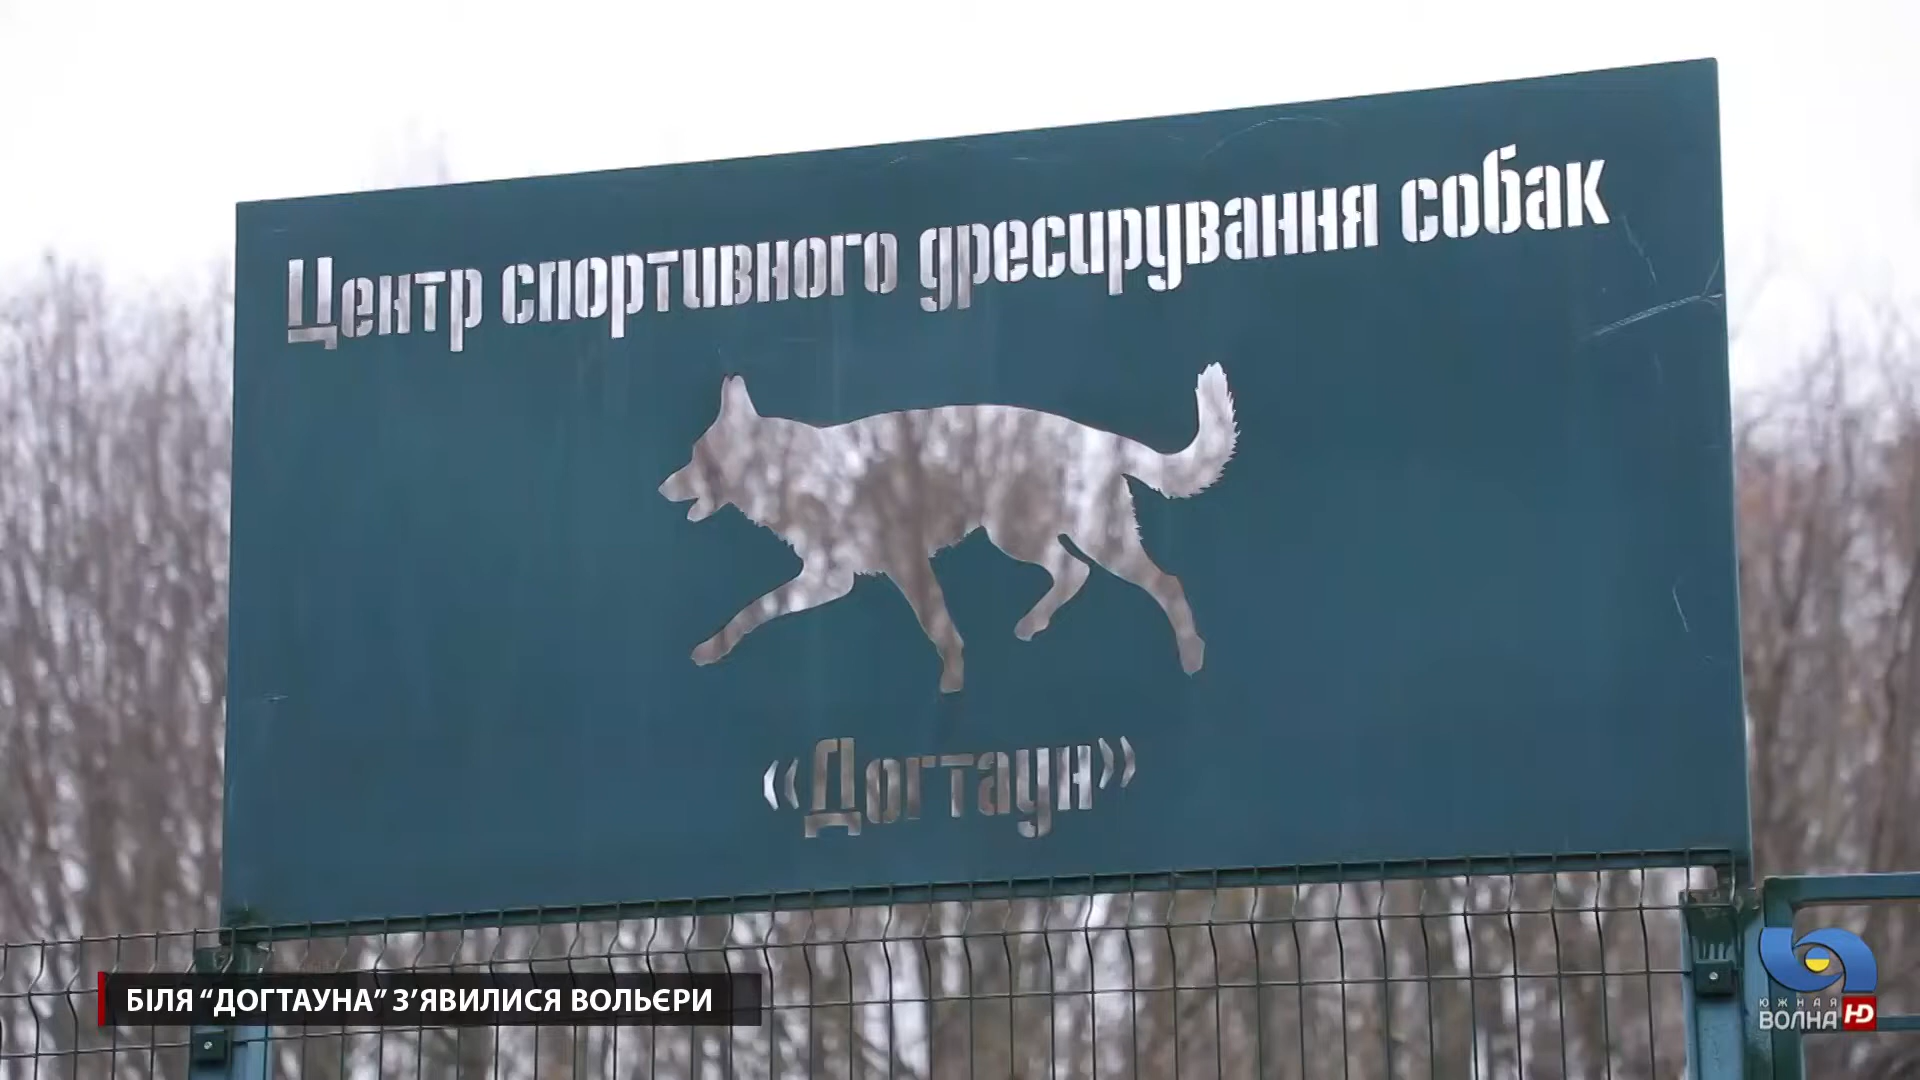 Центр спортивного дресирування собак
«Догтаун»
БІЛЯ “ДОГТАУНА” З’ЯВИЛИСЯ ВОЛЬЄРИ
ЮЖНАЯ
ВОЛНА HD